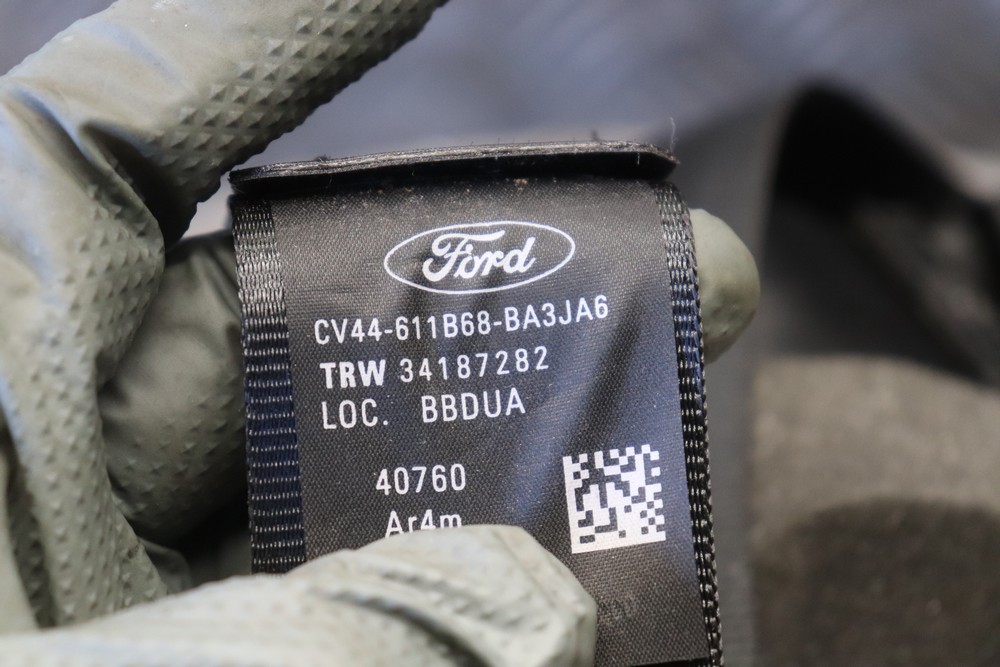 Ford
CV44-611B68-BA3JA6
TRW 34187282
LOC. BBDUA
40760
Ar4m